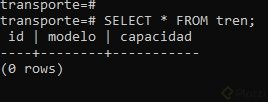 transporte=#
transporte=# SELECT * FROM tren;
 id | modelo | capacidad
----+--------+-----------
(0 rows)